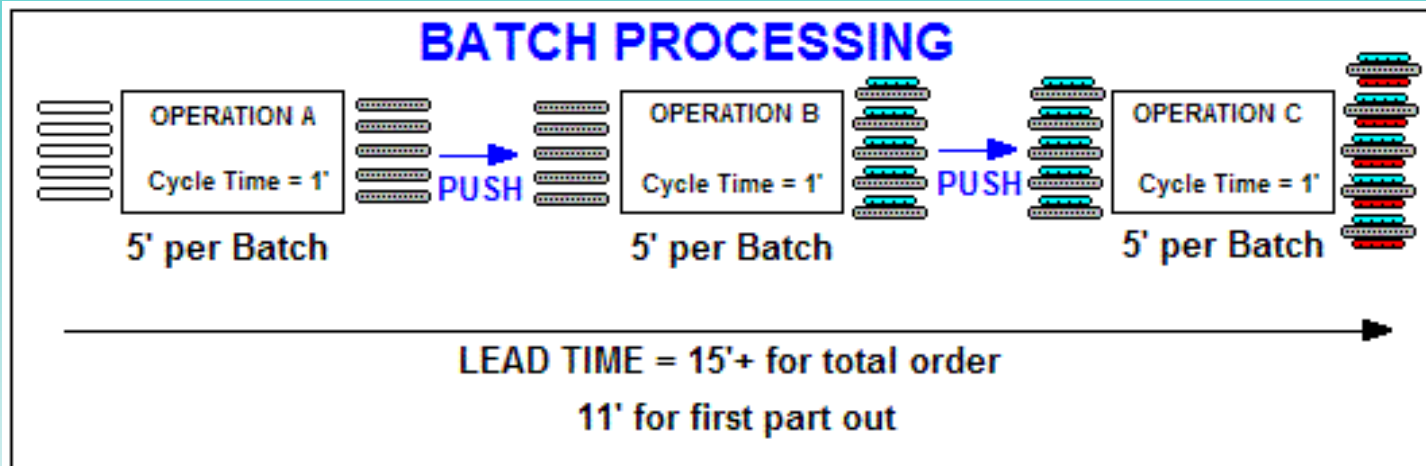 BATCH PROCESSING
OPERATION A
Cycle Time = 1'
5' per Batch
PUSH
OPERATION B
Cycle Time = 1'
5' per Batch
PUSH
OPERATION C
Cycle Time = 1'
5' per Batch
LEAD TIME = 15'+ for total order
11' for first part out